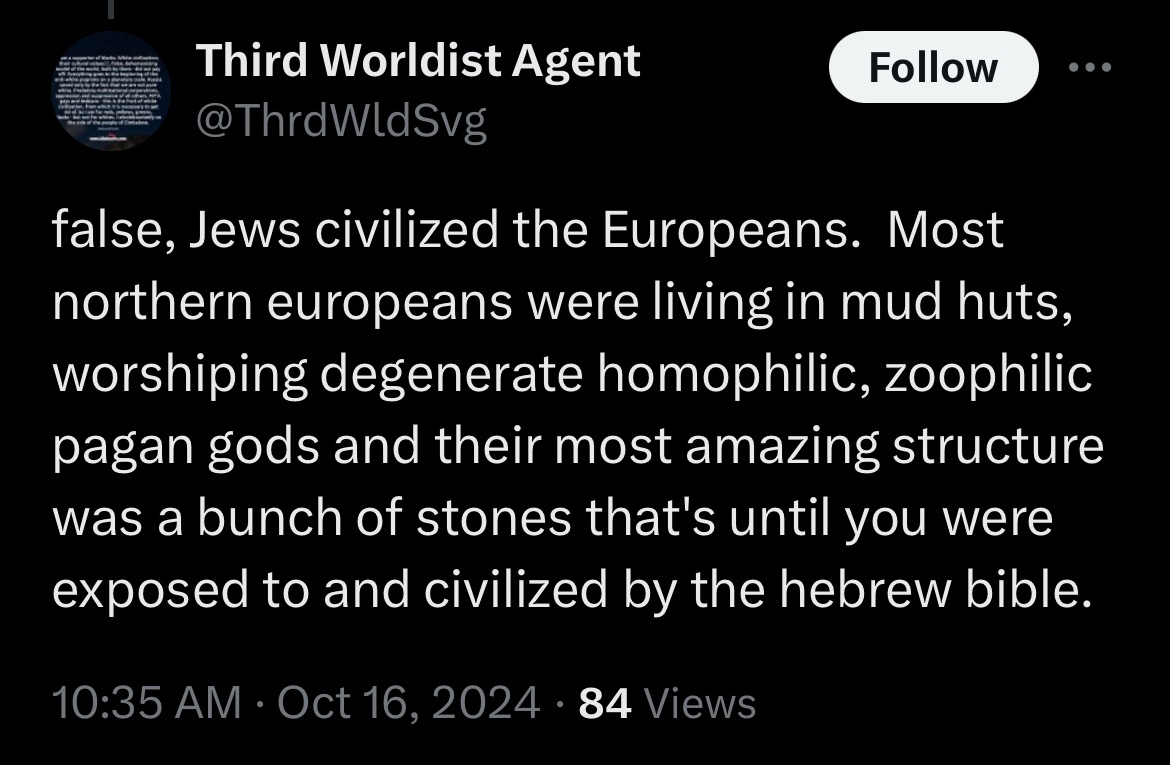 Third Worldist Agent
@ThrdWldSvg
Follow
false, Jews civilized the Europeans.  Most
northern europeans were living in mud huts,
worshiping degenerate homophilic, zoophilic
pagan gods and their most amazing structure
was a bunch of stones that's until you were
exposed to and civilized by the hebrew bible.
10:35 AM · Oct 16, 2024 · 84 Views